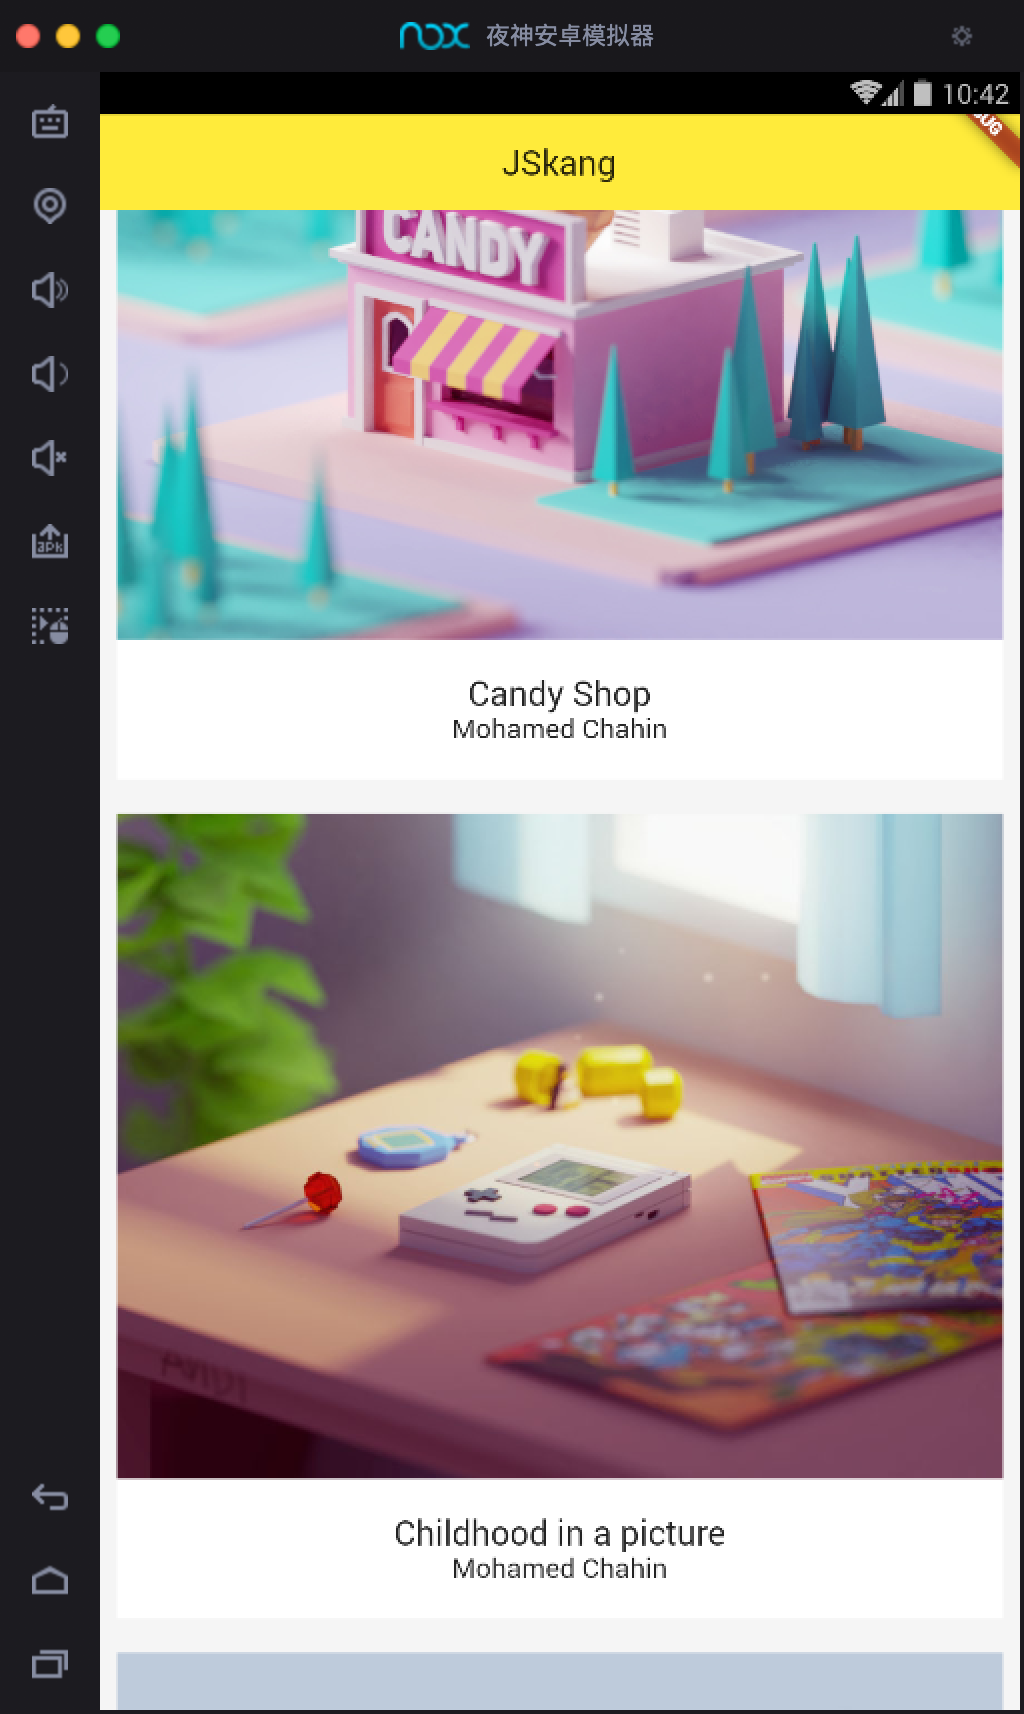 nox 夜神安卓模拟器
10:42
JSkang
CANDY
Candy Shop
Mohamed Chahin
Childhood in a picture
Mohamed Chahin